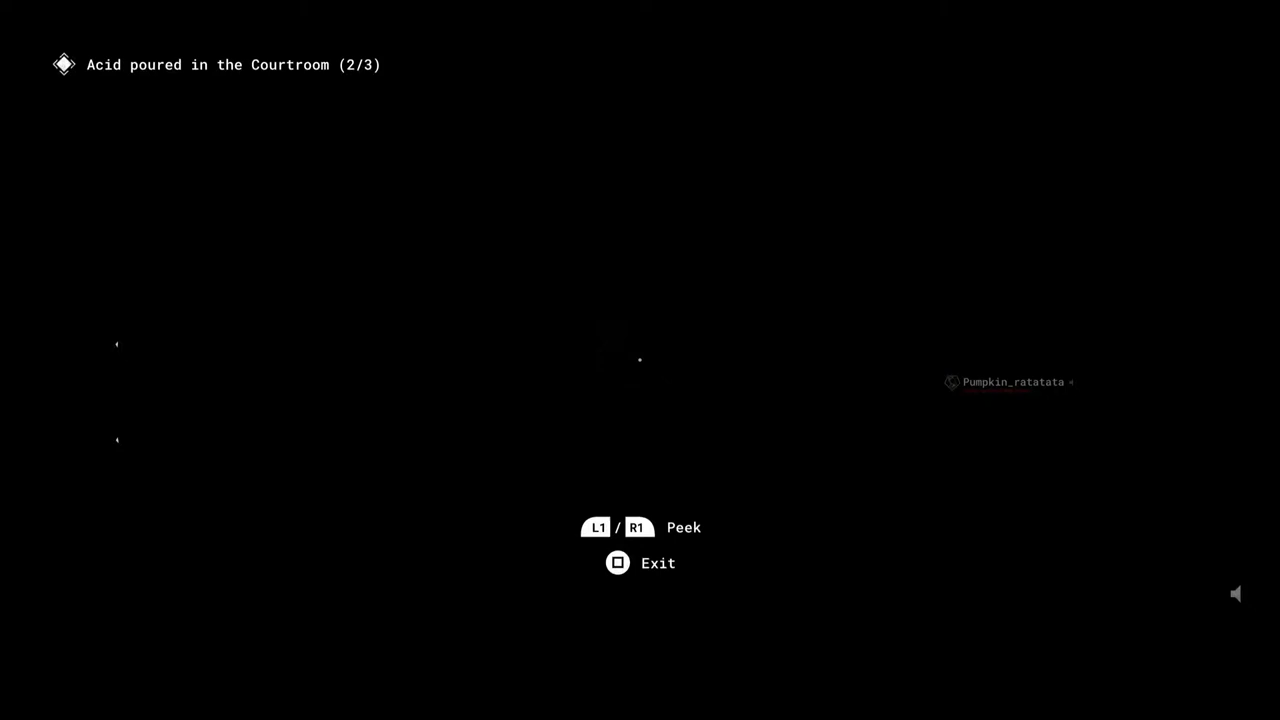 Acid poured in the Courtroom (2/3)
Pumpkin_ratatata
L1 / R1 Peek
Exit